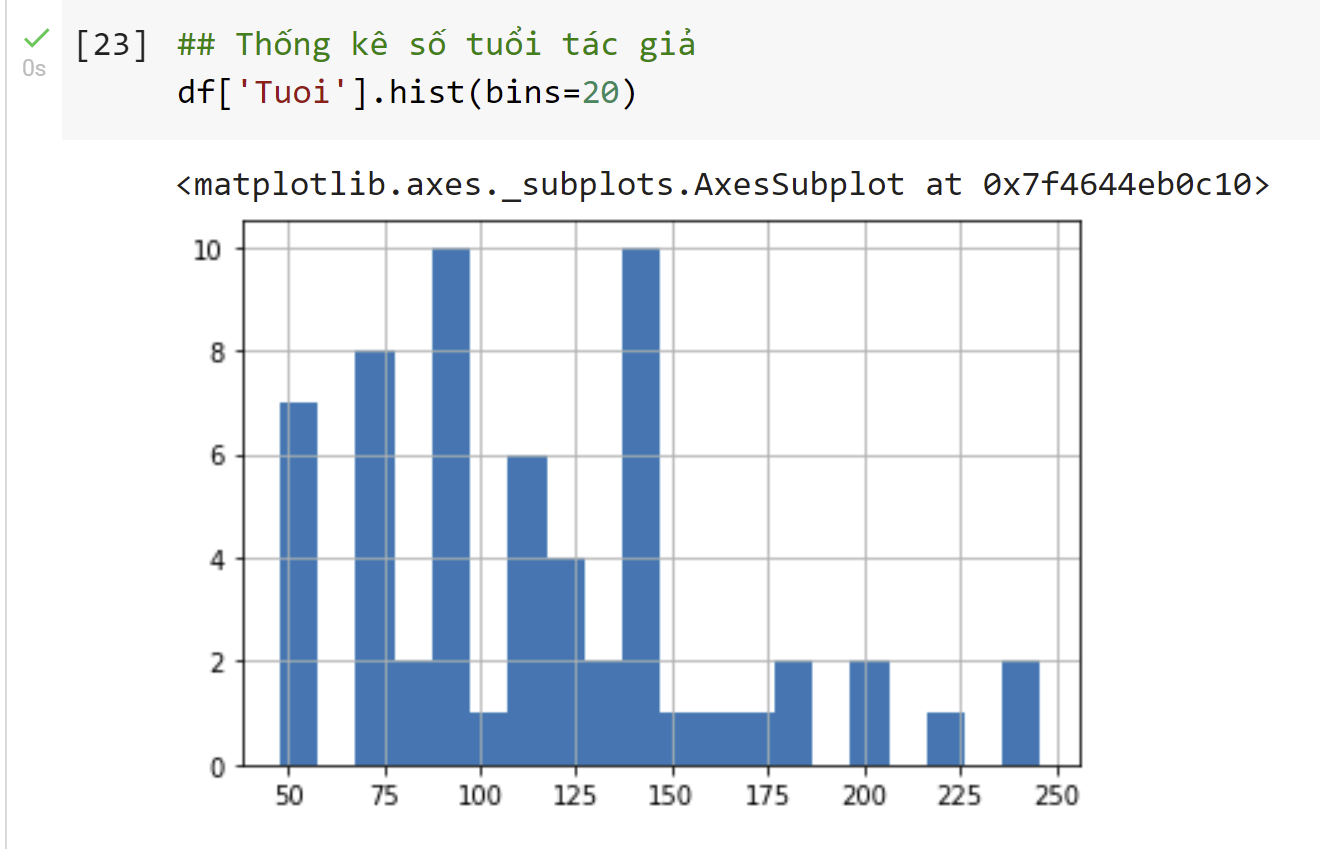 [23] ## Thống kê số tuổi tác giả
0s df['Tuoi'].hist(bins=20)
<matplotlib.axes._subplots.AxesSubplot at 0x7f4644eb0c10>
10
8
6
4
2
0
50 75 100 125 150 175 200 225 250